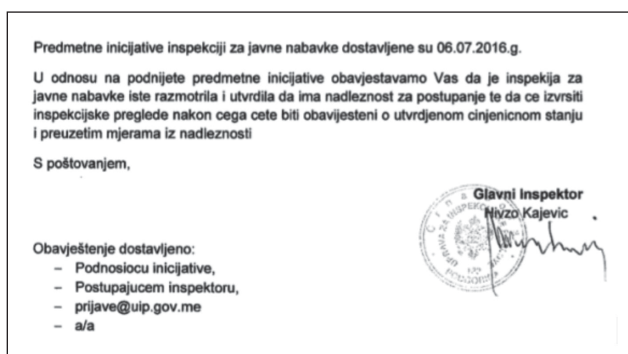 Predmetne inicijative inspekciji za javne nabavke dostavljene su 06.07.2016.g.
U odnosu na podnijete predmetne inicijative obavjestavamo Vas da je inspekija za
javne nabavke iste razmotrila i utvrdila da ima nadleznost za postupanje te da ce izvrsiti
inspekcijske preglede nakon cega cete biti obavijesteni o utvrdjenom cinjenicnom stanju
i preuzetim mjerama iz nadleznosti
S poštovanjem,
Glavni Inspektor
Nivzo Kajevic
Obavještenje dostavljeno:
– Podnosiocu inicijative,
– Postupajucem inspektoru,
– prijave@uip.gov.me
– a/a